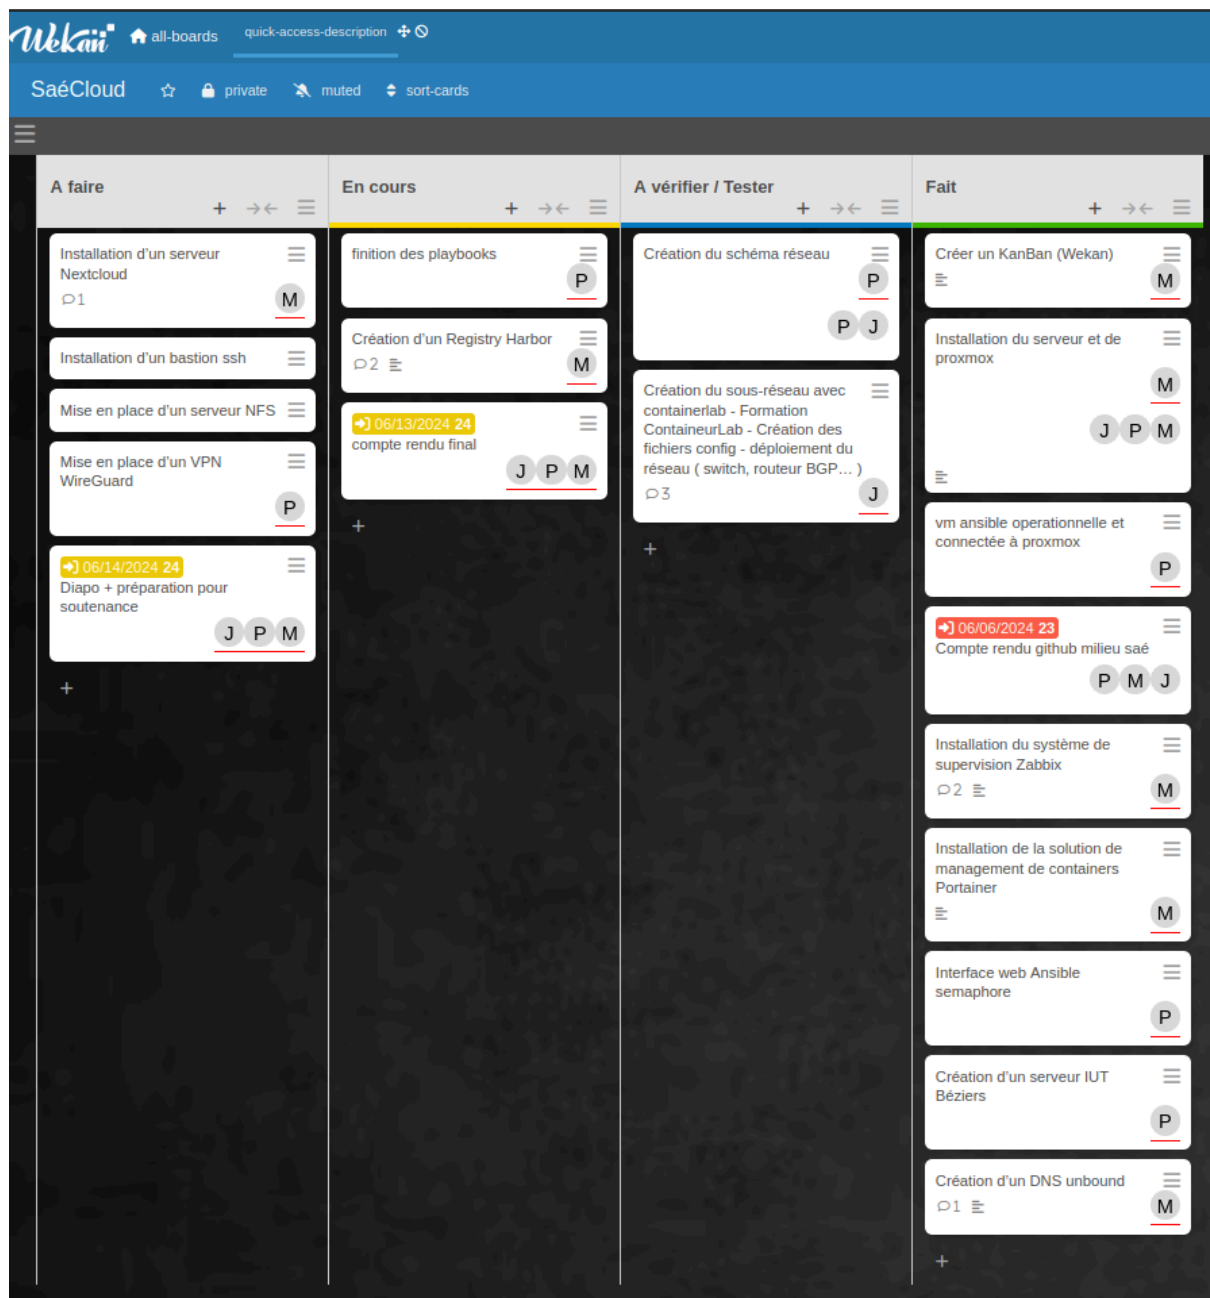 Wekan
all-boards
quick-access-description
SaéCloud
private
muted
sort-cards
A faire
Installation d’un serveur
Nextcloud
1
M
Installation d’un bastion ssh
Mise en place d’un serveur NFS
Mise en place d’un VPN
WireGuard
P
06/14/2024 24
Diapo + préparation pour
soutenance
J P M
En cours
finition des playbooks
P
Création d’un Registry Harbor
2
M
06/13/2024 24
compte rendu final
J P M
A vérifier / Tester
Création du schéma réseau
P
P J
Création du sous-réseau avec
containerlab - Formation
ContaineurLab - Création des
fichiers config - déploiement du
réseau ( switch, routeur BGP… )
3
J
Fait
Créer un KanBan (Wekan)
M
Installation du serveur et de
proxmox
M
J P M
vm ansible operationnelle et
connectée à proxmox
P
06/06/2024 23
Compte rendu github milieu saé
P M J
Installation du système de
supervision Zabbix
2
M
Installation de la solution de
management de containers
Portainer
M
Interface web Ansible
semaphore
P
Création d’un serveur IUT
Béziers
P
Création d’un DNS unbound
1
M